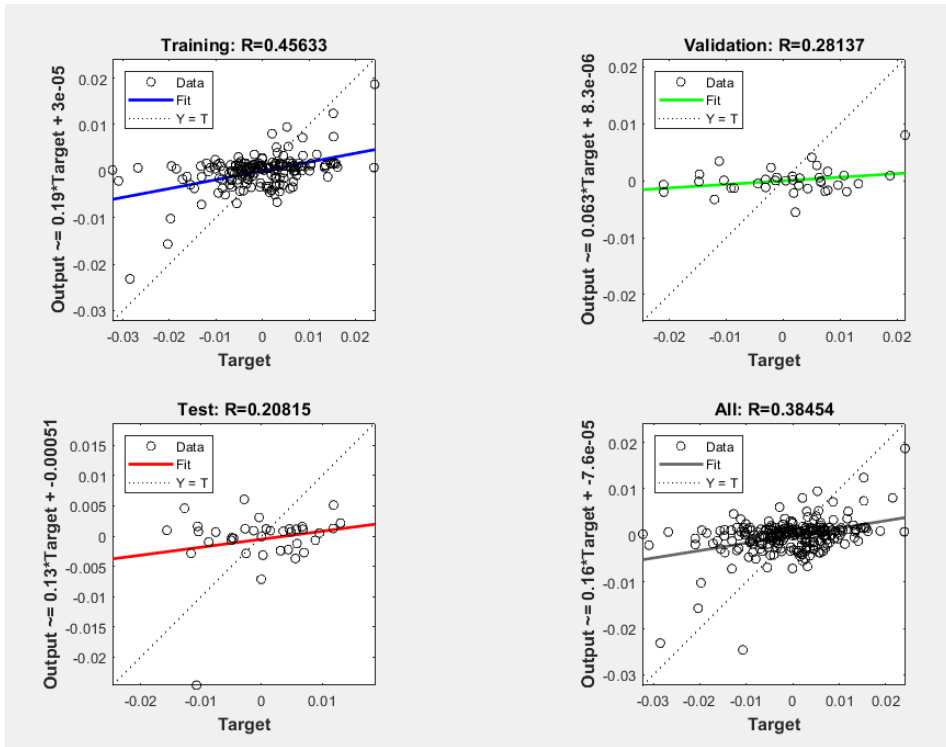 Training: R=0.45633
Output ~= 0.19*Target + 3e-05
0.02
0.01
0
-0.01
-0.02
-0.03
Data
Fit
Y = T
-0.03 -0.02 -0.01 0 0.01 0.02
Target
Validation: R=0.28137
Output ~= 0.063*Target + 8.3e-06
0.02
0.01
0
-0.01
-0.02
Data
Fit
Y = T
-0.02 -0.01 0 0.01 0.02
Target
Test: R=0.20815
Output ~= 0.13*Target + -0.00051
0.015
0.01
0.005
0
-0.005
-0.01
-0.015
-0.02
Data
Fit
Y = T
-0.02 -0.01 0 0.01
Target
All: R=0.38454
Output ~= 0.16*Target + -7.6e-05
0.02
0.01
0
-0.01
-0.02
-0.03
Data
Fit
Y = T
-0.03 -0.02 -0.01 0 0.01 0.02
Target